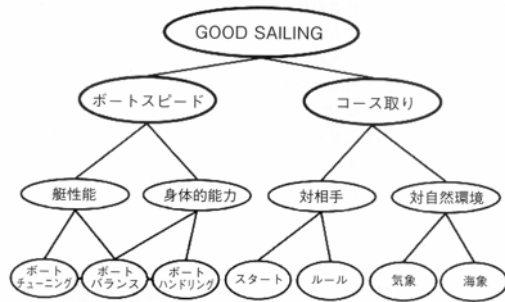 GOOD SAILING
ボートスピード
コース取り
艇性能
身体的能力
対相手
対自然環境
ボート
チューニング
ボート
バランス
ボート
ハンドリング
スタート
ルール
気象
海象